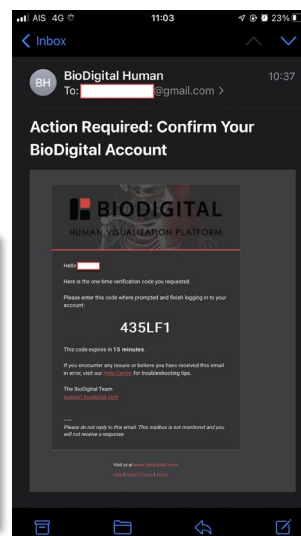 AIS 4G
11:03
23%
Inbox
BH
BioDigital Human
10:37
To: @gmail.com >
Action Required: Confirm Your
BioDigital Account
BIODIGITAL
HUMAN VISUALIZATION PLATFORM
Hello
Here is the one-time verification code you requested.
Please enter this code where prompted and finish logging in to your
account:
435LF1
This code expires in 15 minutes.
If you encounter any issues or believe you have received this email
in error, visit our Help Center for troubleshooting tips.
The BioDigital Team
support.biodigital.com
---
Please do not reply to this email. This mailbox is not monitored and you
will not receive a response.
Visit us at www.biodigital.com